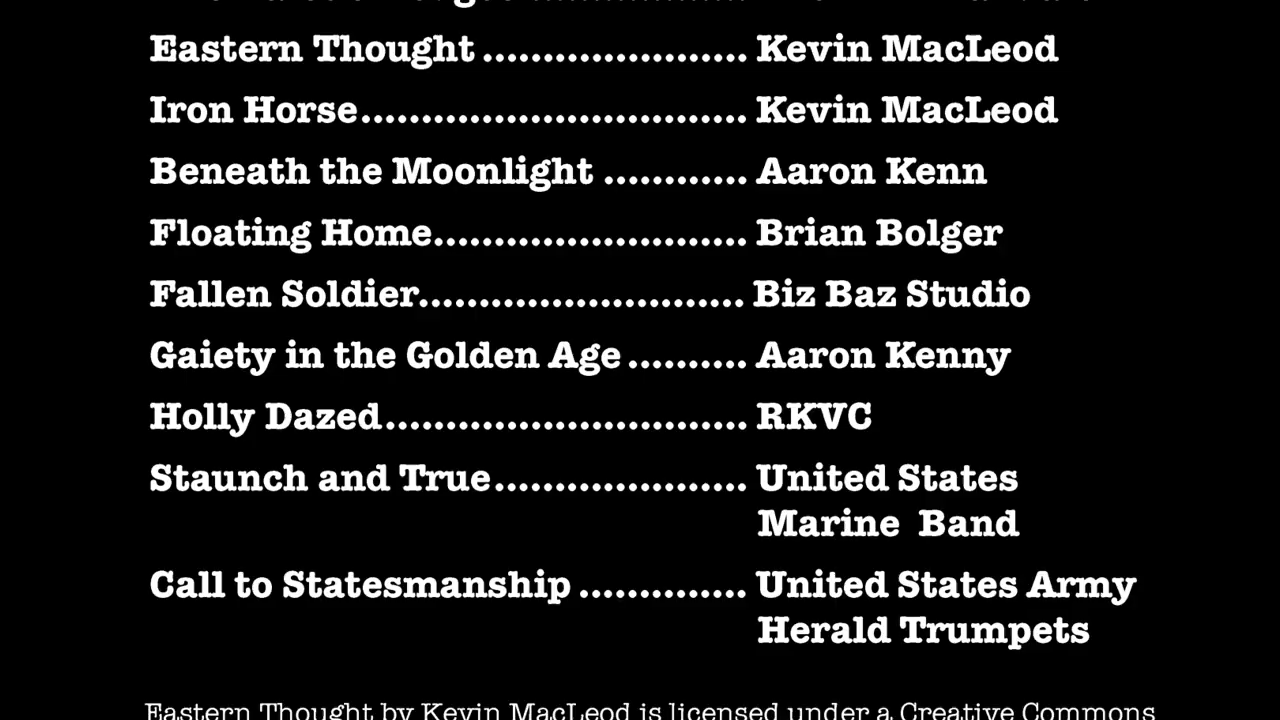 Eastern Thought ...................... Kevin MacLeod
Iron Horse................................ Kevin MacLeod
Beneath the Moonlight ............ Aaron Kenn
Floating Home.......................... Brian Bolger
Fallen Soldier........................... Biz Baz Studio
Gaiety in the Golden Age .......... Aaron Kenny
Holly Dazed.............................. RKVC
Staunch and True..................... United States
Marine Band
Call to Statesmanship .............. United States Army
Herald Trumpets
Eastern Thought by Kevin MacLeod is licensed under a Creative Commons